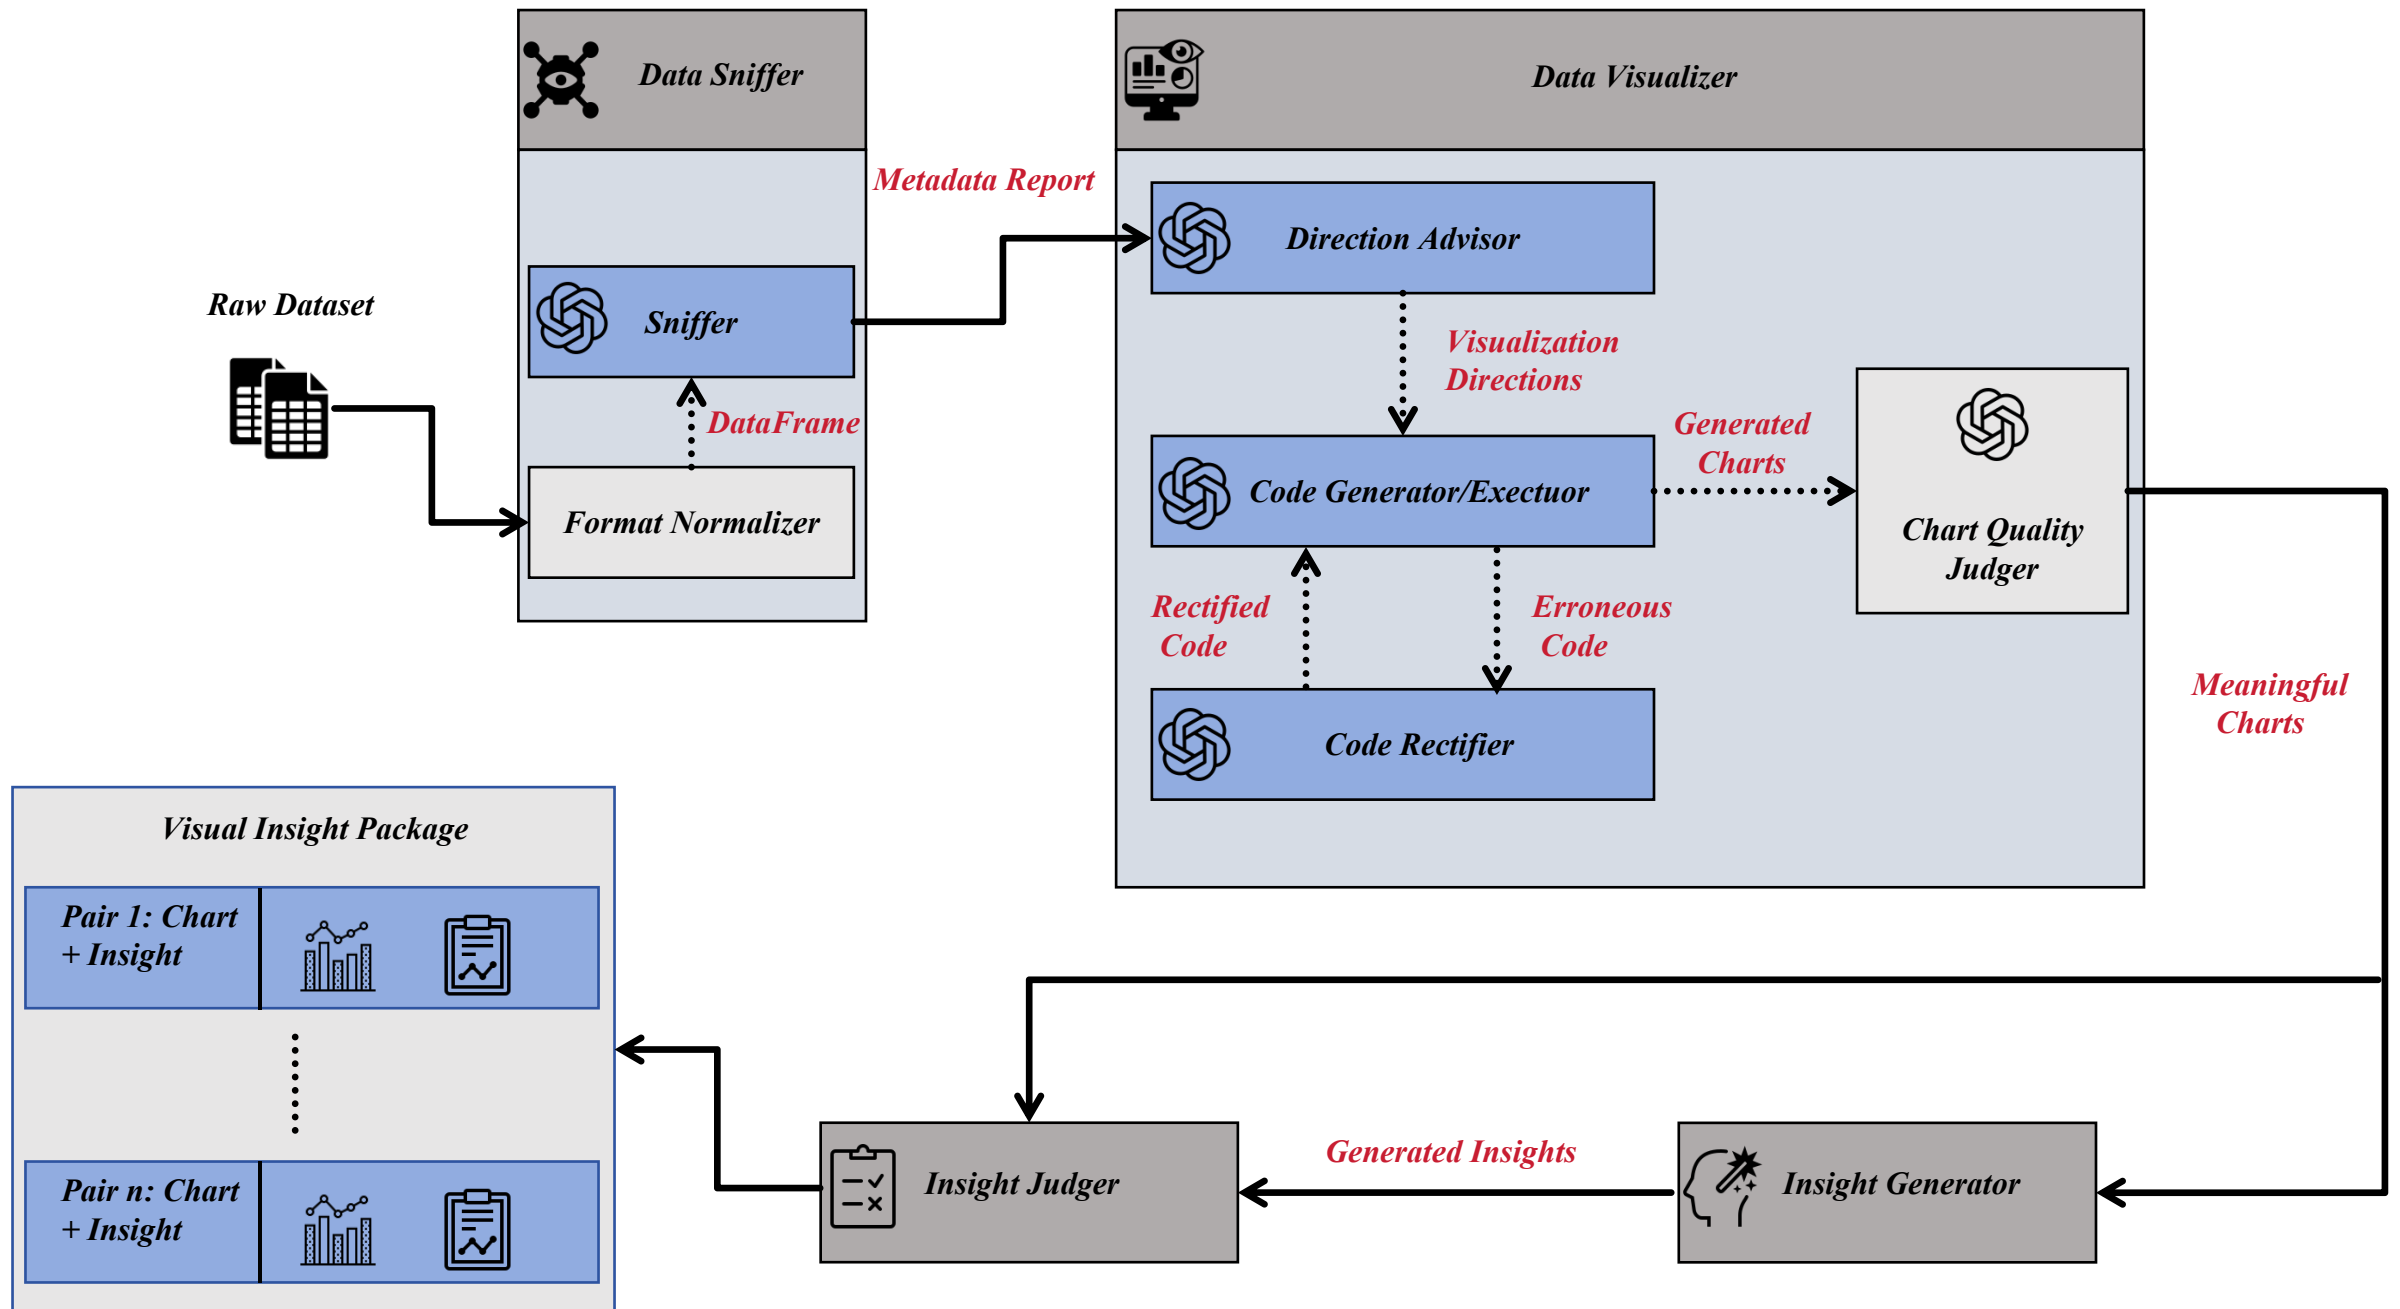 Data Sniffer
Data Visualizer
Metadata Report
Direction Advisor
Raw Dataset
Sniffer
Visualization
Directions
DataFrame
Generated
Charts
Code Generator/Exectuor
Format Normalizer
Chart Quality
Judger
Rectified
Code
Erroneous
Code
Meaningful
Charts
Code Rectifier
Visual Insight Package
Pair 1: Chart
+ Insight
Generated Insights
Insight Judger
Insight Generator
Pair n: Chart
+ Insight